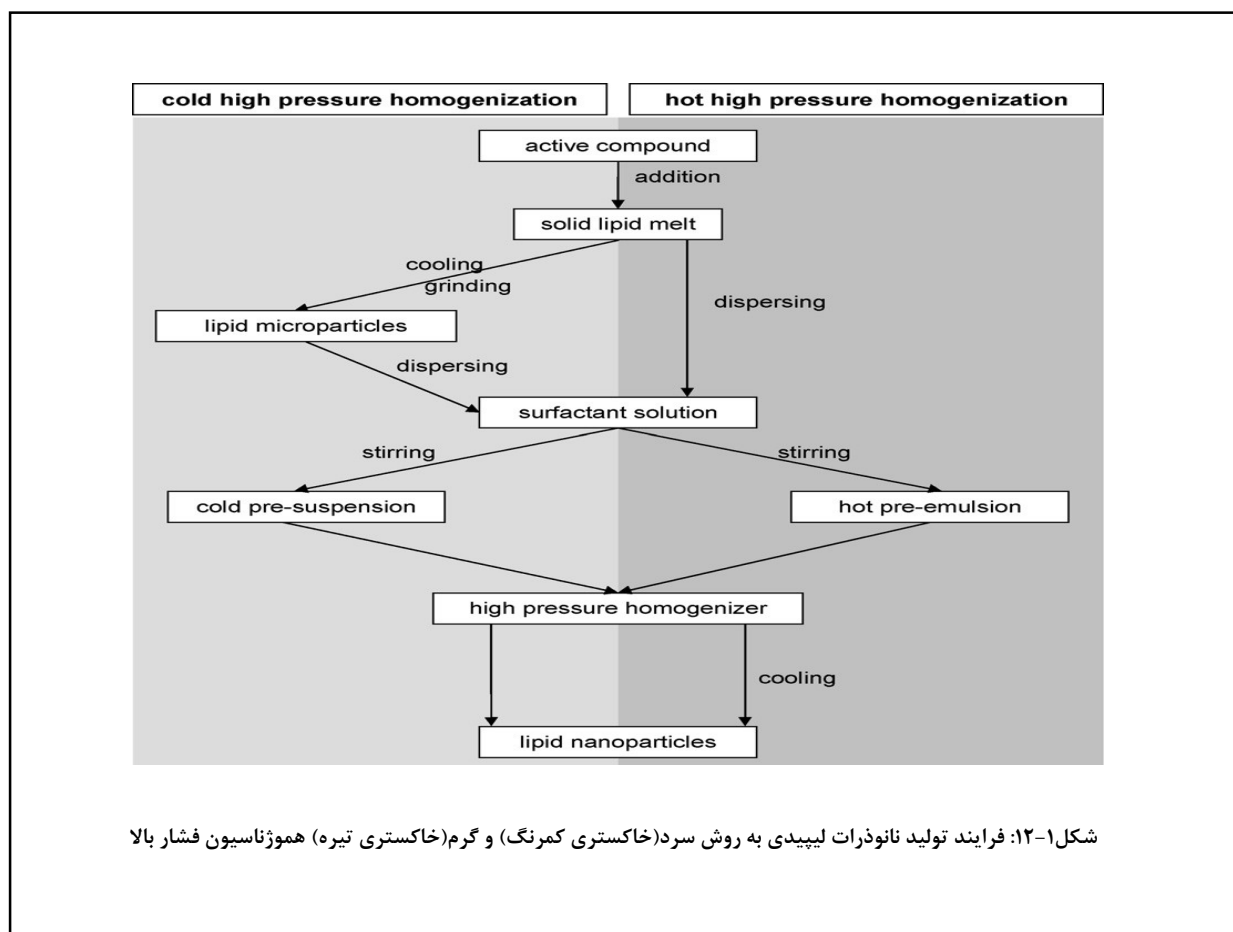 cold high pressure homogenization
hot high pressure homogenization
active compound
addition
solid lipid melt
cooling
grinding
dispersing
lipid microparticles
dispersing
surfactant solution
stirring
stirring
cold pre-suspension
hot pre-emulsion
high pressure homogenizer
cooling
lipid nanoparticles
شکل۱-۱۲: فرایند تولید نانوذرات لیپیدی به روش سرد(خاکستری کمرنگ) و گرم(خاکستری تیره) هموژناسیون فشار بالا